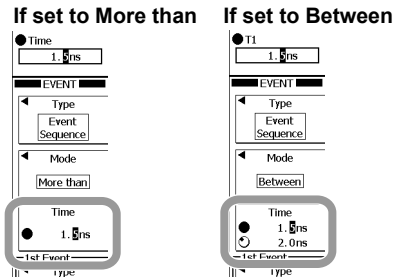 If set to More than
Time
1.5ns
EVENT
Type
Event
Sequence
Mode
More than
Time
1.5ns
1st Event
Type
If set to Between
T1
1.5ns
EVENT
Type
Event
Sequence
Mode
Between
Time
1.5ns
2.0ns
1st Event
Type